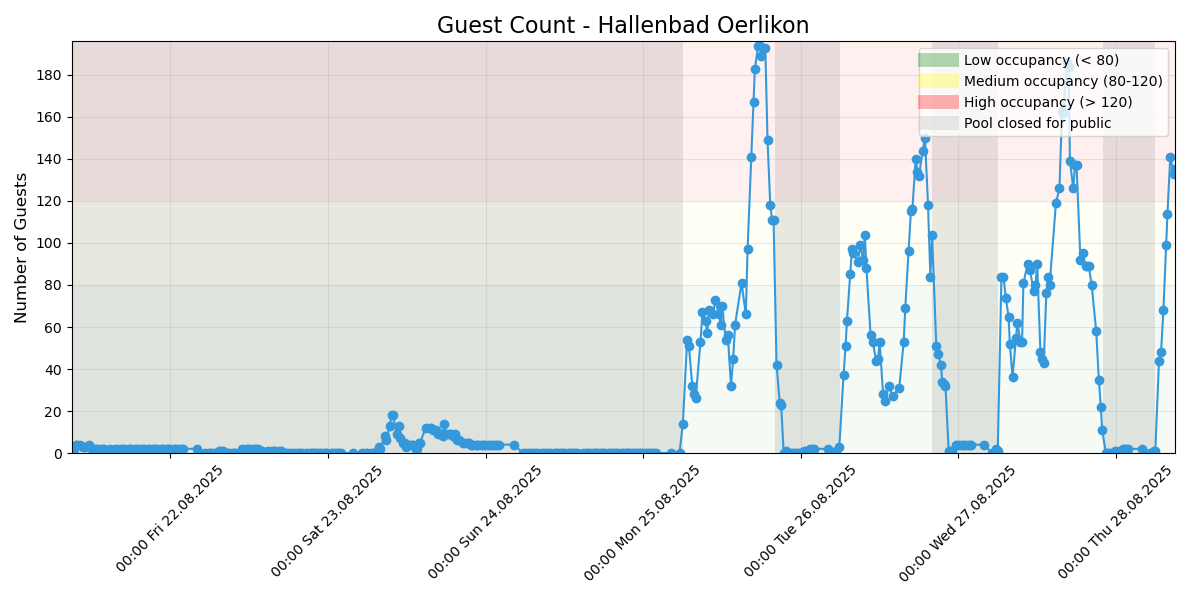 Guest Count - Hallenbad Oerlikon
Number of Guests
180
160
140
120
100
80
60
40
20
0
Low occupancy (< 80)
Medium occupancy (80-120)
High occupancy (> 120)
Pool closed for public
00:00 Fri 22.08.2025
00:00 Sat 23.08.2025
00:00 Sun 24.08.2025
00:00 Mon 25.08.2025
00:00 Tue 26.08.2025
00:00 Wed 27.08.2025
00:00 Thu 28.08.2025